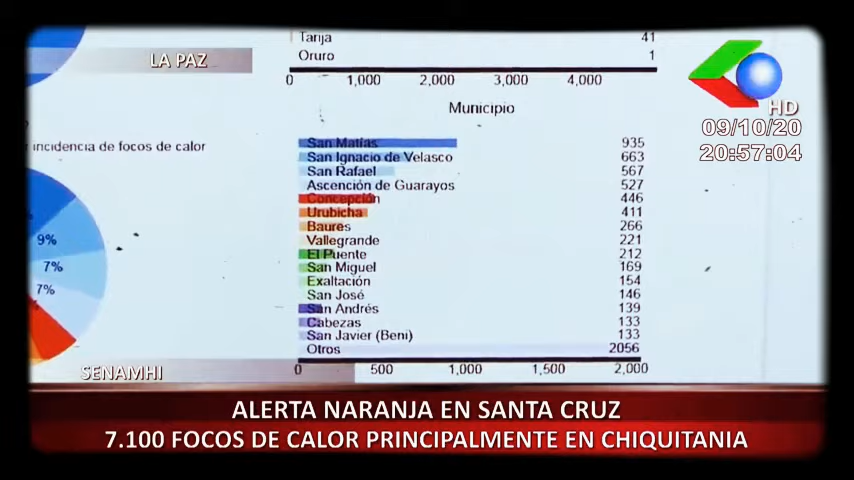 Tarija 41
Oruro 1
LA PAZ
0 1,000 2,000 3,000 4,000
HD
09/10/20
20:57:04
Municipio
incidencia de focos de calor
San Matías 935
San Ignacio de Velasco 663
San Rafael 567
Ascención de Guarayos 527
Concepción 446
Urubicha 411
Baures 266
Vallegrande 221
El Puente 212
San Miguel 169
Exaltación 154
San José 146
San Andrés 139
Cabezas 133
San Javier (Beni) 133
Otros 2056
0 500 1,000 1,500 2,000
9%
7%
7%
SENAMHI
ALERTA NARANJA EN SANTA CRUZ
7.100 FOCOS DE CALOR PRINCIPALMENTE EN CHIQUITANIA